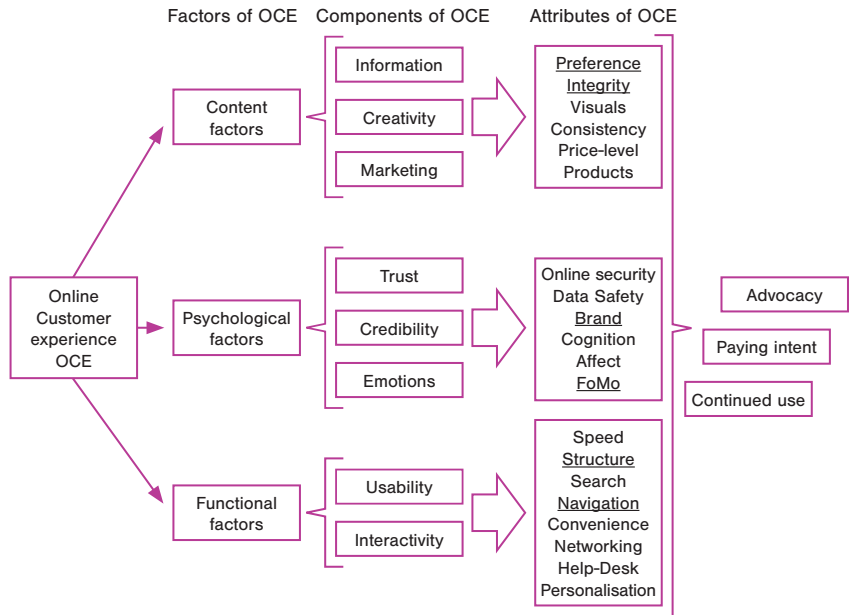 Factors of OCE
Components of OCE
Attributes of OCE
Online
Customer
experience
OCE
Content
factors
Information
Creativity
Marketing
Preference
Integrity
Visuals
Consistency
Price-level
Products
Psychological
factors
Trust
Credibility
Emotions
Online security
Data Safety
Brand
Cognition
Affect
FoMo
Functional
factors
Usability
Interactivity
Speed
Structure
Search
Navigation
Convenience
Networking
Help-Desk
Personalisation
Advocacy
Paying intent
Continued use